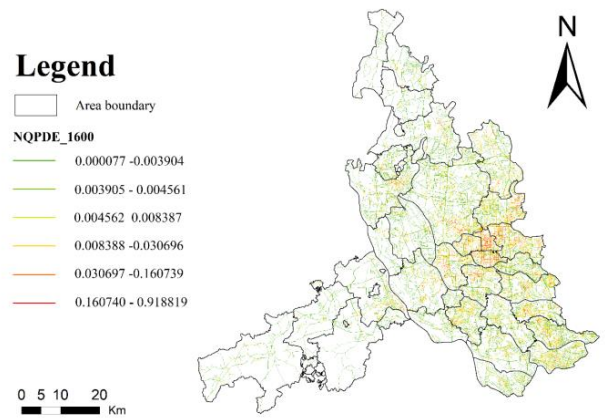 N
Legend
Area boundary
NQPDE_1600
0.000077 -0.003904
0.003905 - 0.004561
0.004562 0.008387
0.008388 -0.030696
0.030697 -0.160739
0.160740 - 0.918819
0 5 10 20
Km